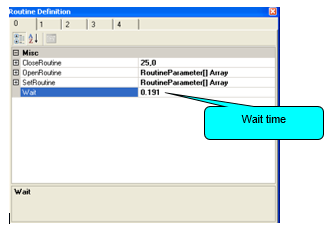 Routine Definition
0 1 2 3 4
Misc
CloseRoutine 25,0
OpenRoutine RoutineParameter[] Array
SetRoutine RoutineParameter[] Array
Wait 0.191
Wait time
Wait